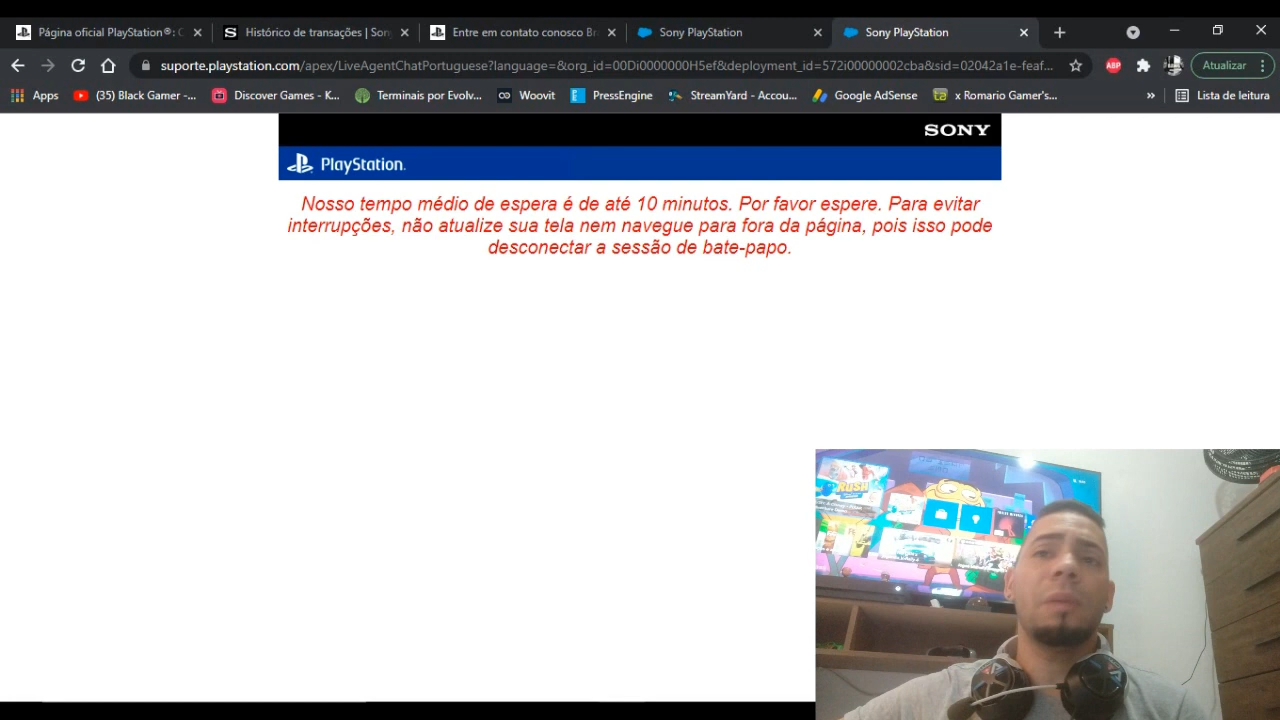 Página oficial PlayStation®: C
Histórico de transações | Son
Entre em contato conosco Br
Sony PlayStation
Sony PlayStation
suporte.playstation.com/apex/LiveAgentChatPortuguese?language=&org_id=00Di0000000H5ef&deployment_id=572i00000002cba&sid=02042a1e-feaf...
ABP
Atualizar
Apps
(35) Black Gamer -...
Discover Games - K...
Terminais por Evolv...
Woovit
PressEngine
StreamYard - Accou...
Google AdSense
x Romario Gamer's...
»
Lista de leitura
SONY
PlayStation.
Nosso tempo médio de espera é de até 10 minutos. Por favor espere. Para evitar
interrupções, não atualize sua tela nem navegue para fora da página, pois isso pode
desconectar a sessão de bate-papo.
RUSH